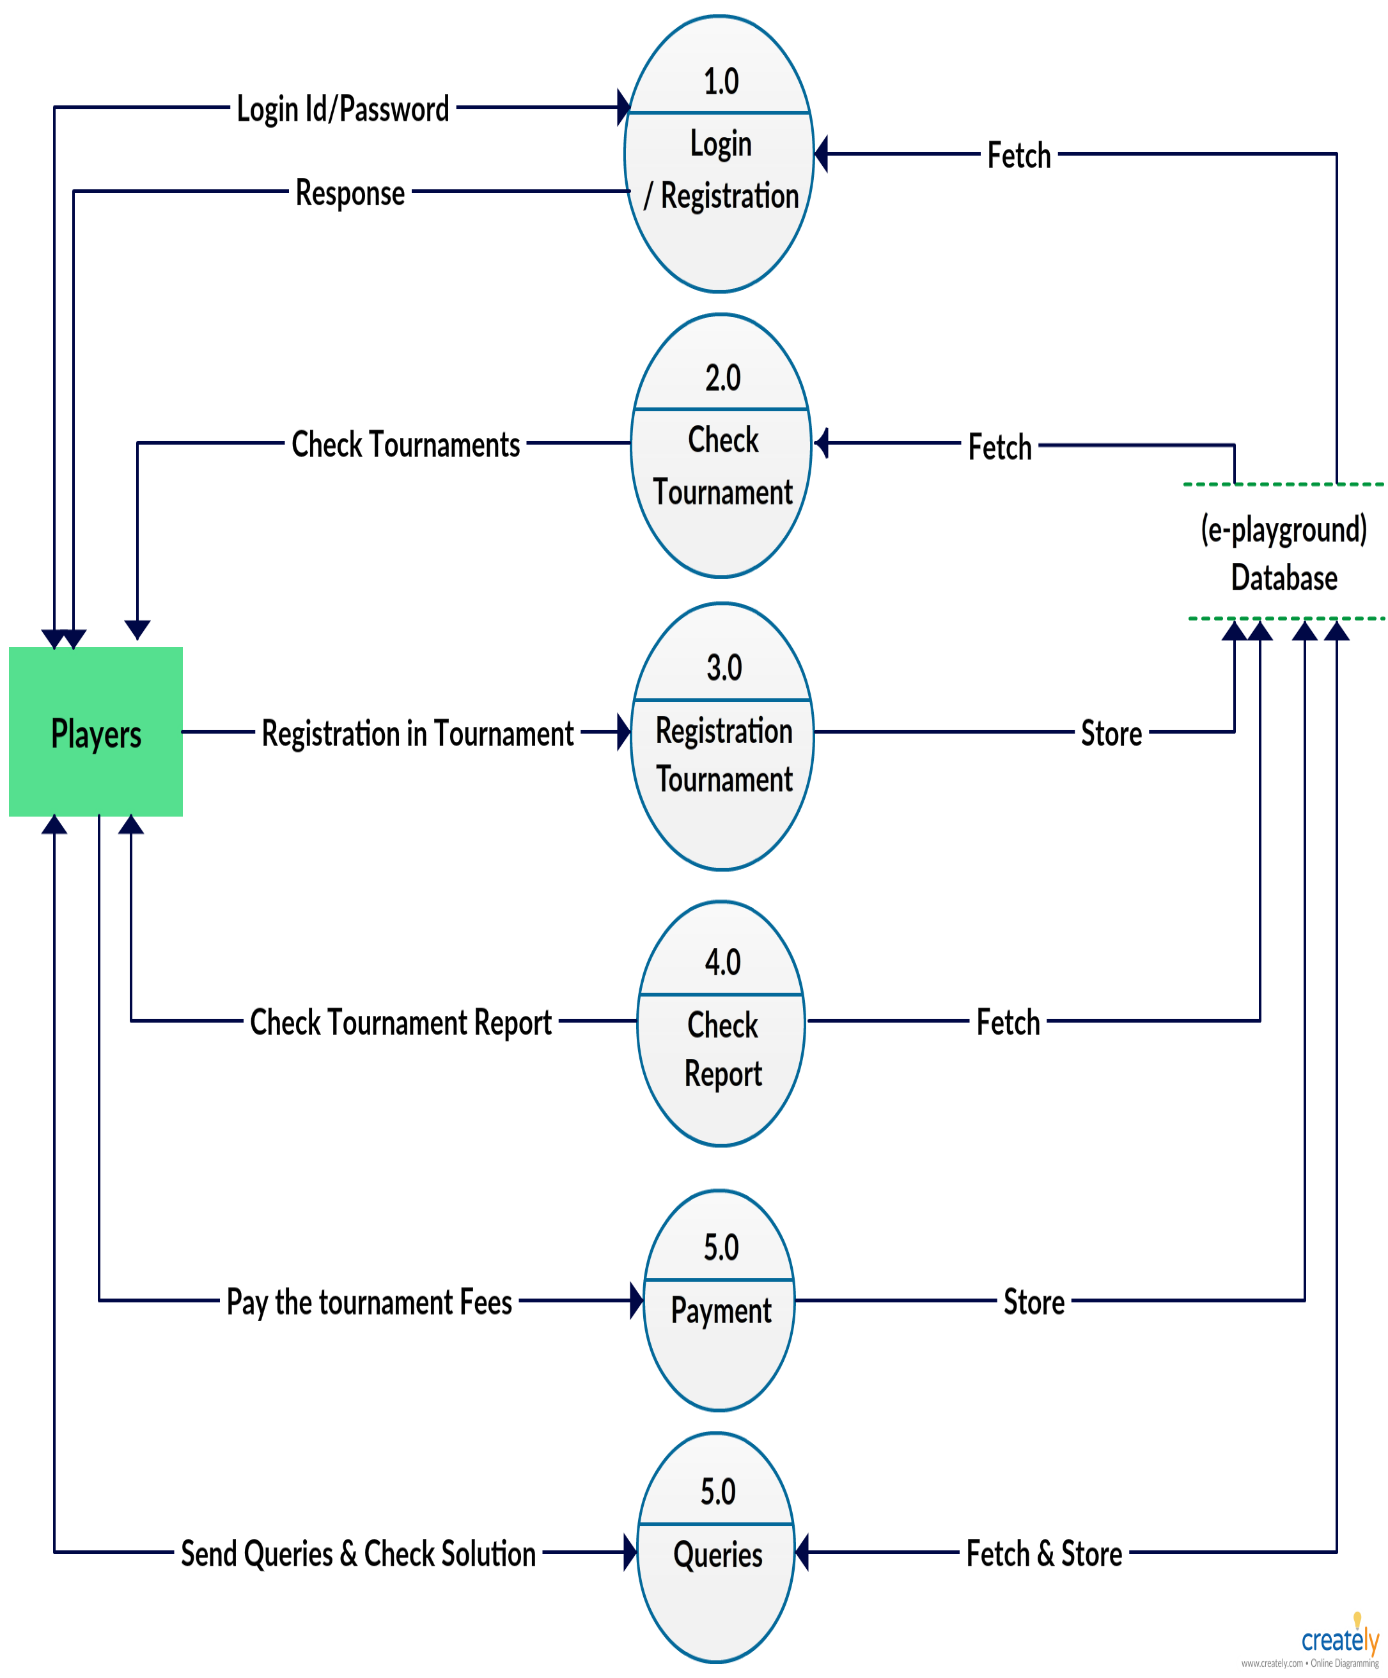 1.0
Login Id/Password
Login
Fetch
Response
/ Registration
2.0
Check Tournaments
Check
Fetch
Tournament
(e-playground)
Database
3.0
Players
Registration in Tournament
Registration
Tournament
Store
4.0
Check Tournament Report
Check
Report
Fetch
5.0
Pay the tournament Fees
Payment
Store
5.0
Send Queries & Check Solution
Queries
Fetch & Store
creately
www.creately.com • Online Diagramming